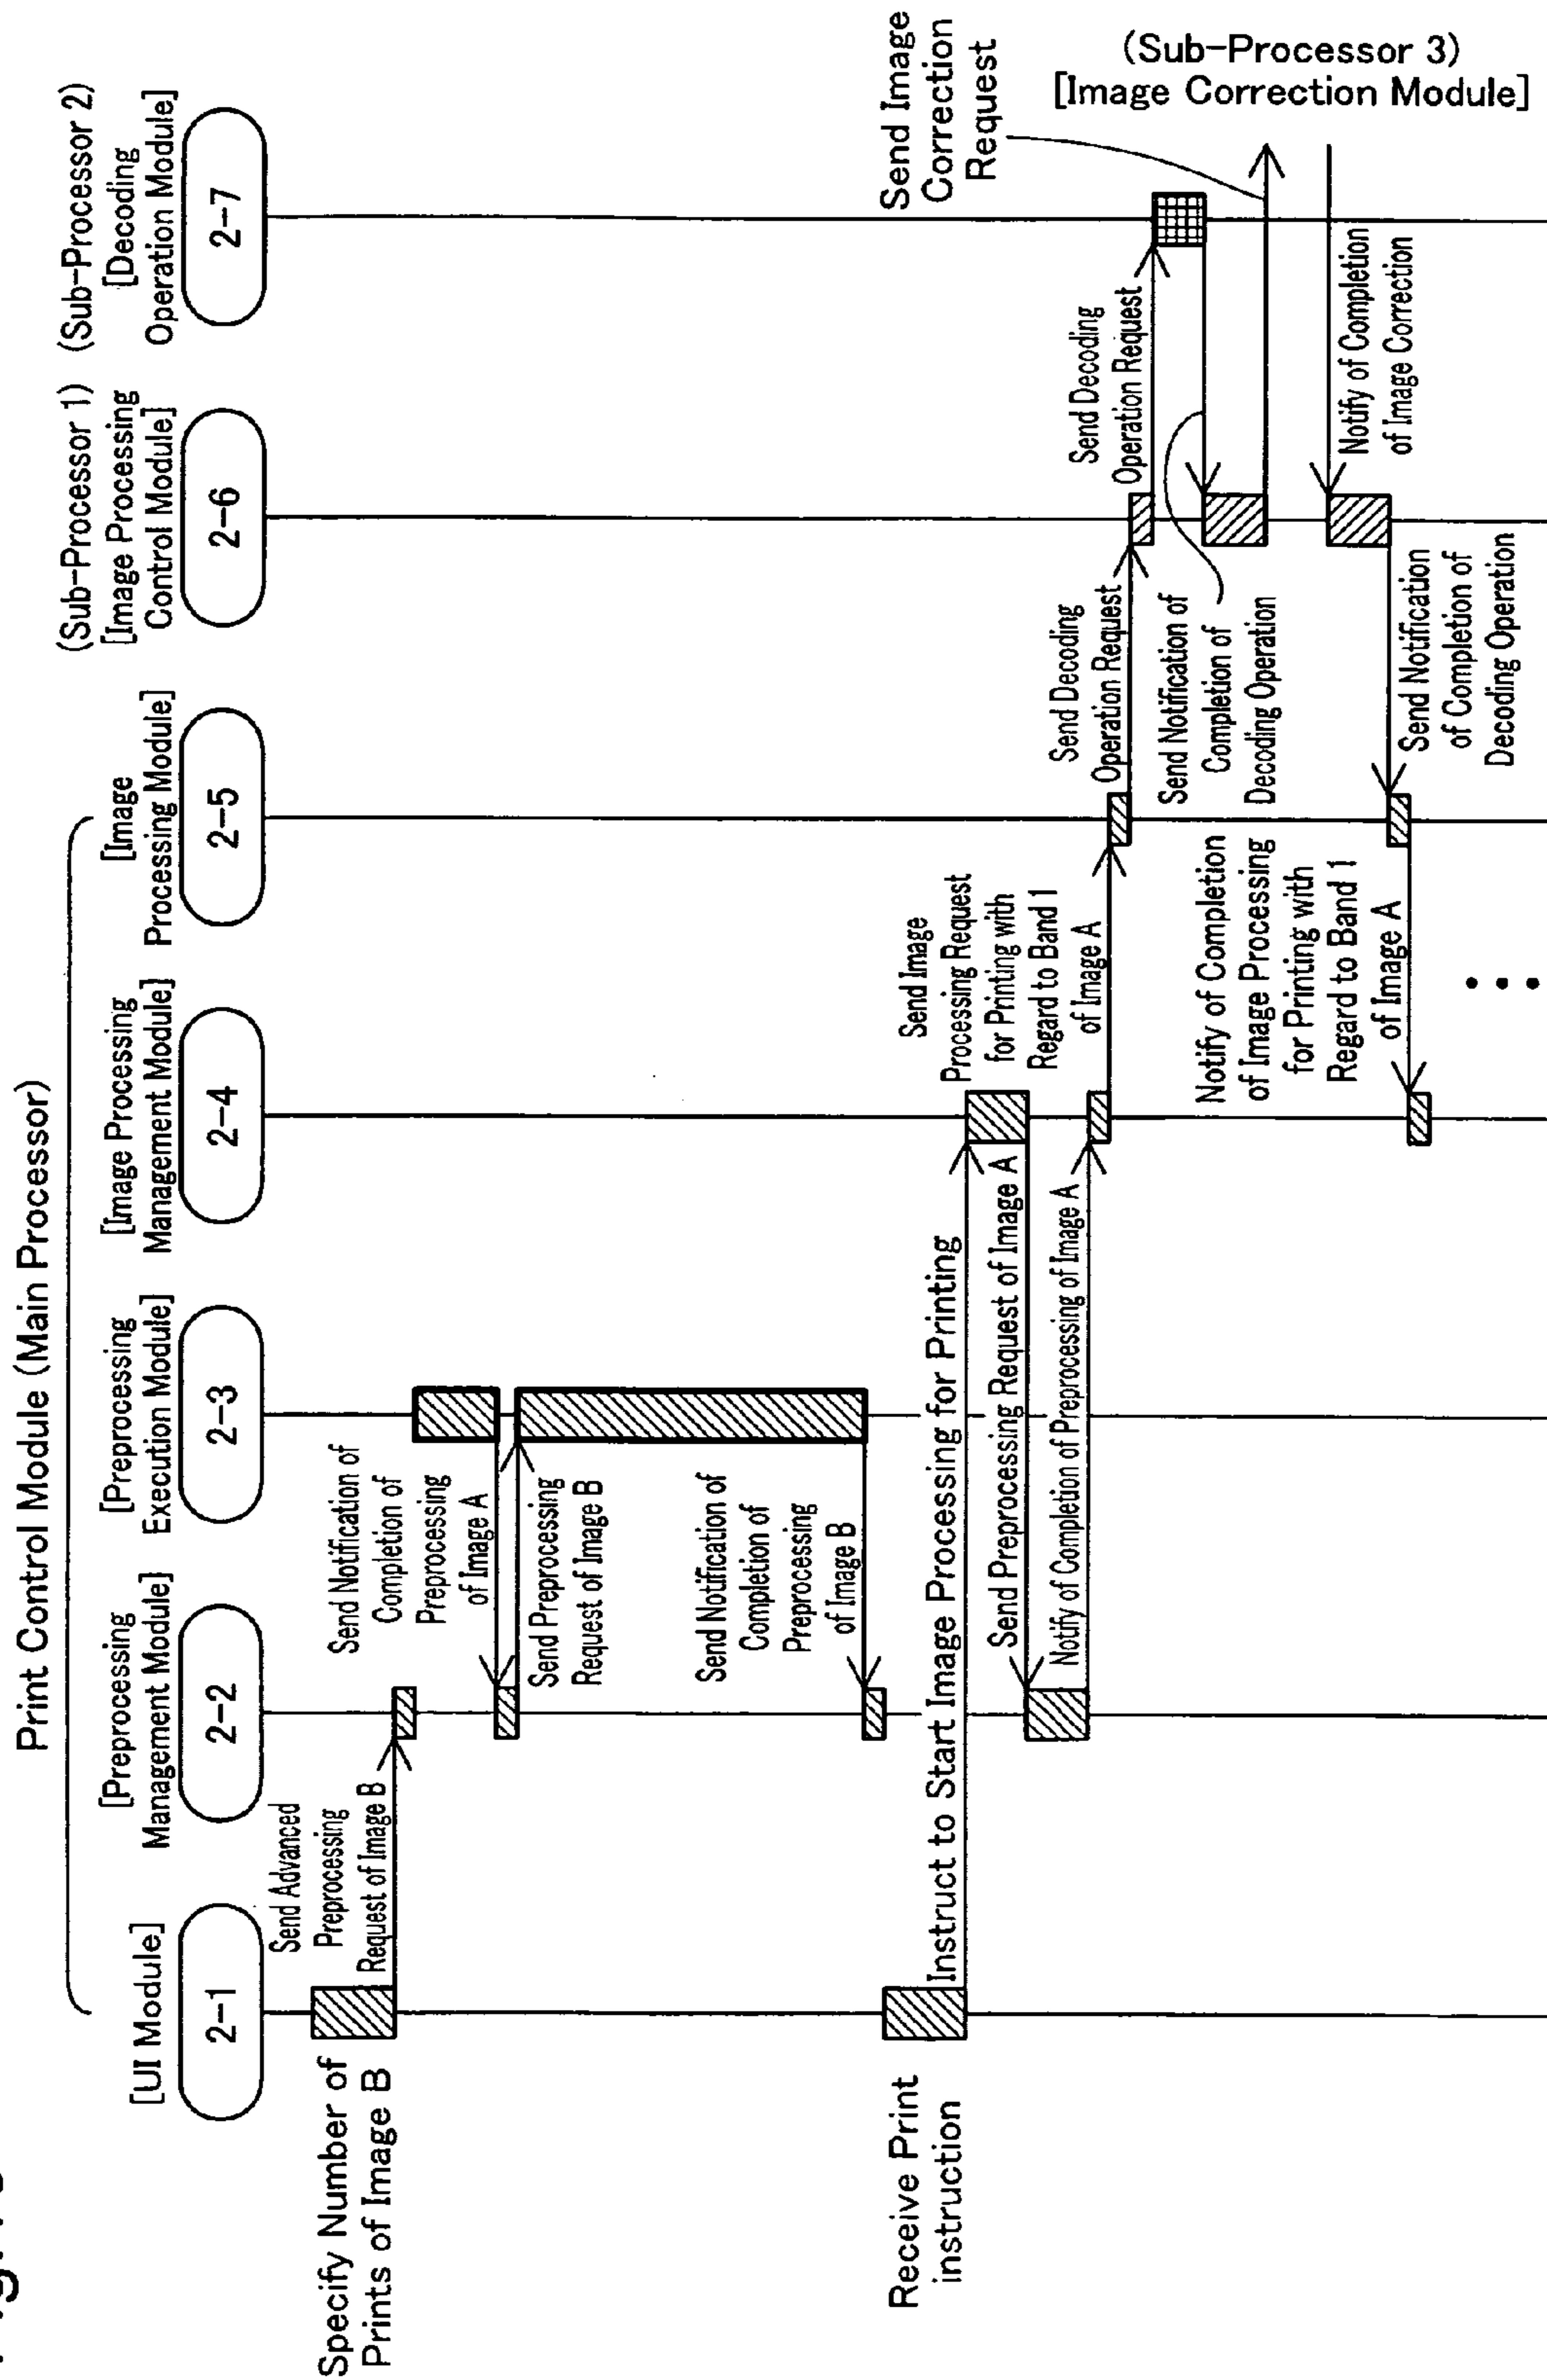 Print Control Module (Main Processor)
(Sub-Processor 1)
(Sub-Processor 2)
[UI Module]
2-1
[Preprocessing
Management Module]
2-2
[Preprocessing
Execution Module]
2-3
[Image Processing
Management Module]
2-4
[Image
Processing Module]
2-5
[Image Processing
Control Module]
2-6
[Decoding
Operation Module]
2-7
Specify Number of
Prints of Image B
Send Advanced
Preprocessing
Request of Image B
Send Notification of
Completion of
Preprocessing
of Image A
Send Preprocessing
Request of Image B
Send Notification of
Completion of
Preprocessing
of Image B
Receive Print
instruction
Instruct to Start Image Processing for Printing
Send Preprocessing Request of Image A
Notify of Completion of Preprocessing of Image A
Send Image
Processing Request
for Printing with
Regard to Band 1
of Image A
Send Decoding
Operation Request
Send Decoding
Operation Request
Send Notification of
Completion of
Decoding Operation
Send Image
Correction
Request
(Sub-Processor 3)
[Image Correction Module]
Notify of Completion
of Image Correction
Send Notification
of Completion of
Decoding Operation
Notify of Completion
of Image Processing
for Printing with
Regard to Band 1
of Image A